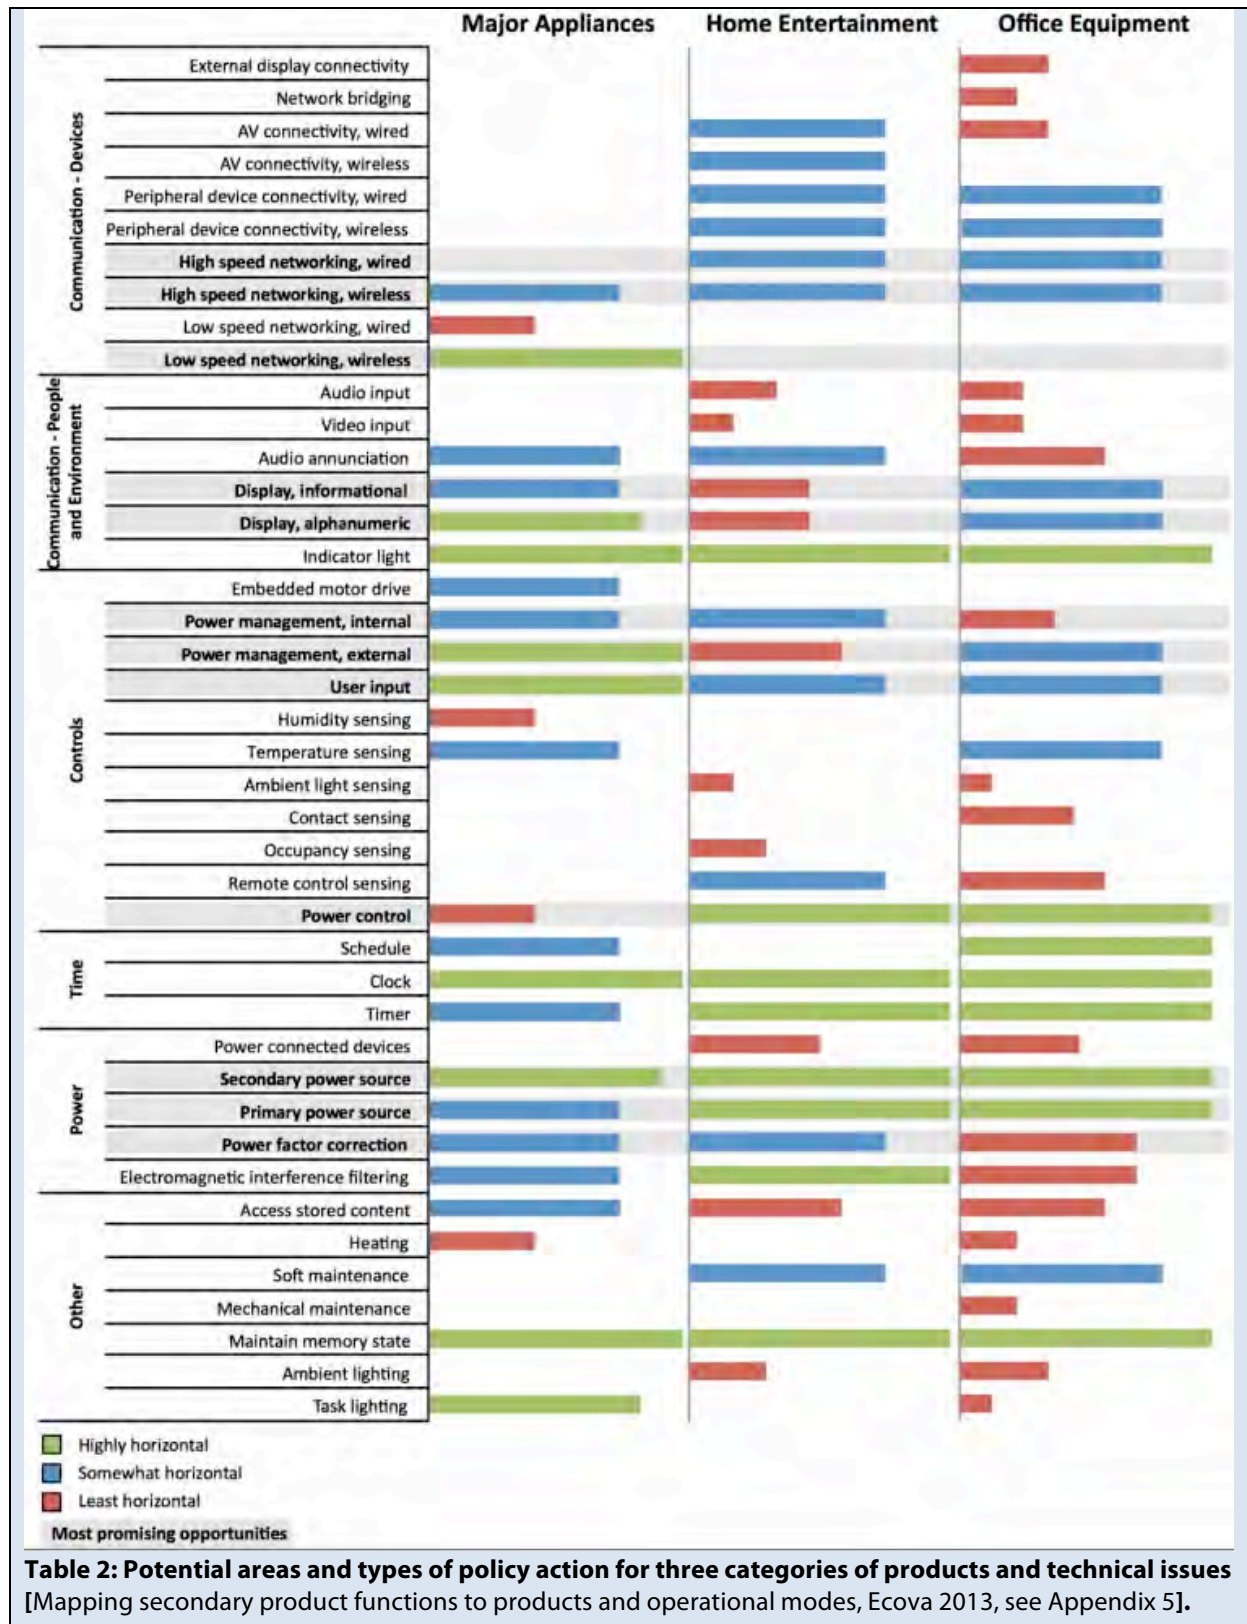 Major Appliances Home Entertainment Office Equipment
Communication - Devices
External display connectivity
Network bridging
AV connectivity, wired
AV connectivity, wireless
Peripheral device connectivity, wired
Peripheral device connectivity, wireless
High speed networking, wired
High speed networking, wireless
Low speed networking, wired
Low speed networking, wireless
Communication - People
and Environment
Audio input
Video input
Audio annunciation
Display, informational
Display, alphanumeric
Indicator light
Controls
Embedded motor drive
Power management, internal
Power management, external
User input
Humidity sensing
Temperature sensing
Ambient light sensing
Contact sensing
Occupancy sensing
Remote control sensing
Power control
Time
Schedule
Clock
Timer
Power
Power connected devices
Secondary power source
Primary power source
Power factor correction
Electromagnetic interference filtering
Other
Access stored content
Heating
Soft maintenance
Mechanical maintenance
Maintain memory state
Ambient lighting
Task lighting
Highly horizontal
Somewhat horizontal
Least horizontal
Most promising opportunities
Table 2: Potential areas and types of policy action for three categories of products and technical issues
[Mapping secondary product functions to products and operational modes, Ecova 2013, see Appendix 5].